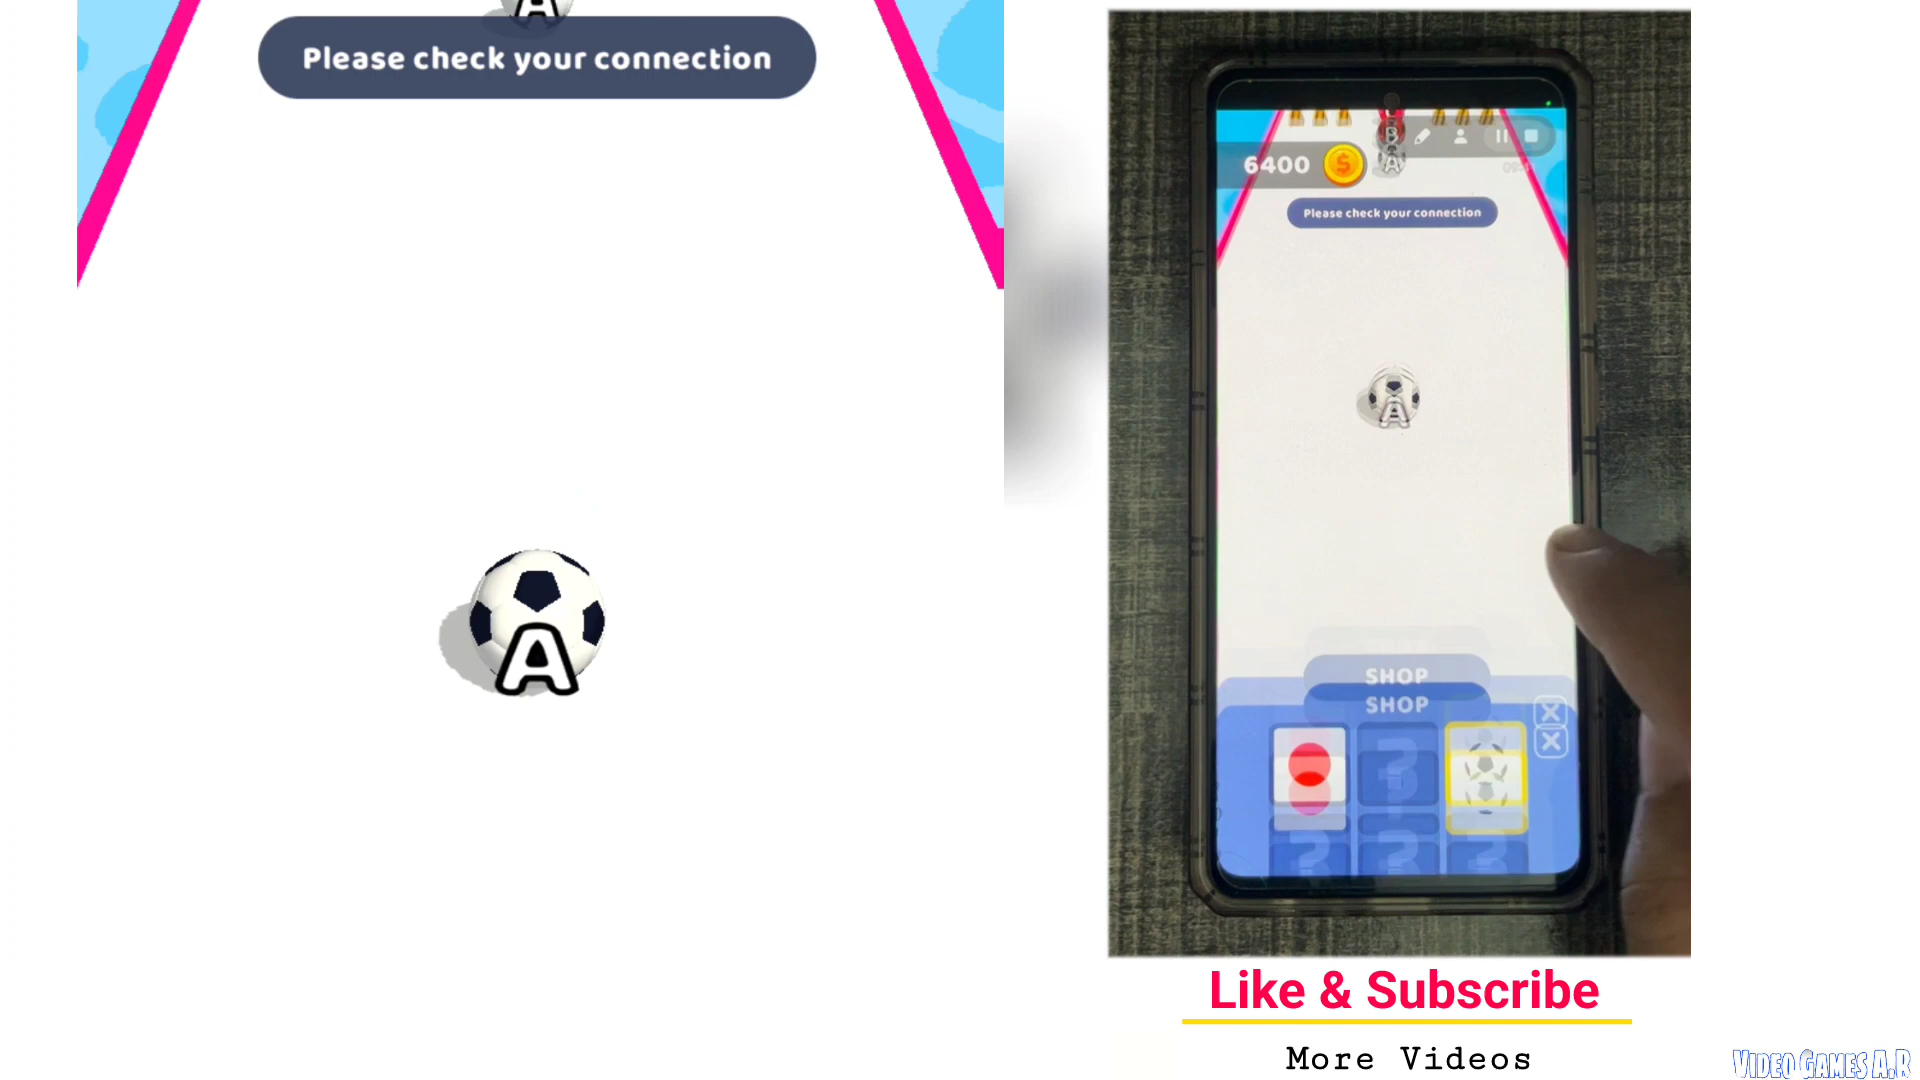 A
Please check your connection
A
B
A
6400
Please check your connection
A
SHOP
SHOP
? ? ? ?
Like & Subscribe
More Videos
VIDEO GAMES A.R